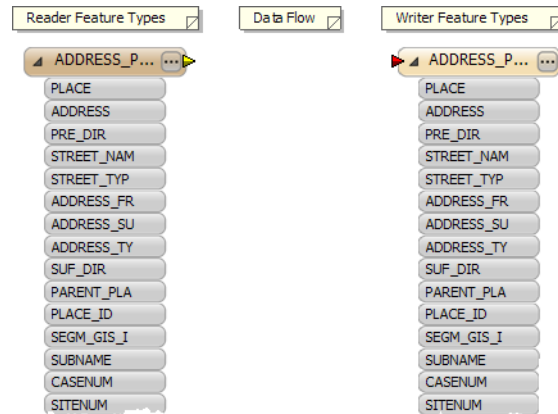 Reader Feature Types
Data Flow
Writer Feature Types
ADDRESS_P...
PLACE
ADDRESS
PRE_DIR
STREET_NAM
STREET_TYP
ADDRESS_FR
ADDRESS_SU
ADDRESS_TY
SUF_DIR
PARENT_PLA
PLACE_ID
SEGM_GIS_I
SUBNAME
CASENUM
SITENUM
ADDRESS_P...
PLACE
ADDRESS
PRE_DIR
STREET_NAM
STREET_TYP
ADDRESS_FR
ADDRESS_SU
ADDRESS_TY
SUF_DIR
PARENT_PLA
PLACE_ID
SEGM_GIS_I
SUBNAME
CASENUM
SITENUM